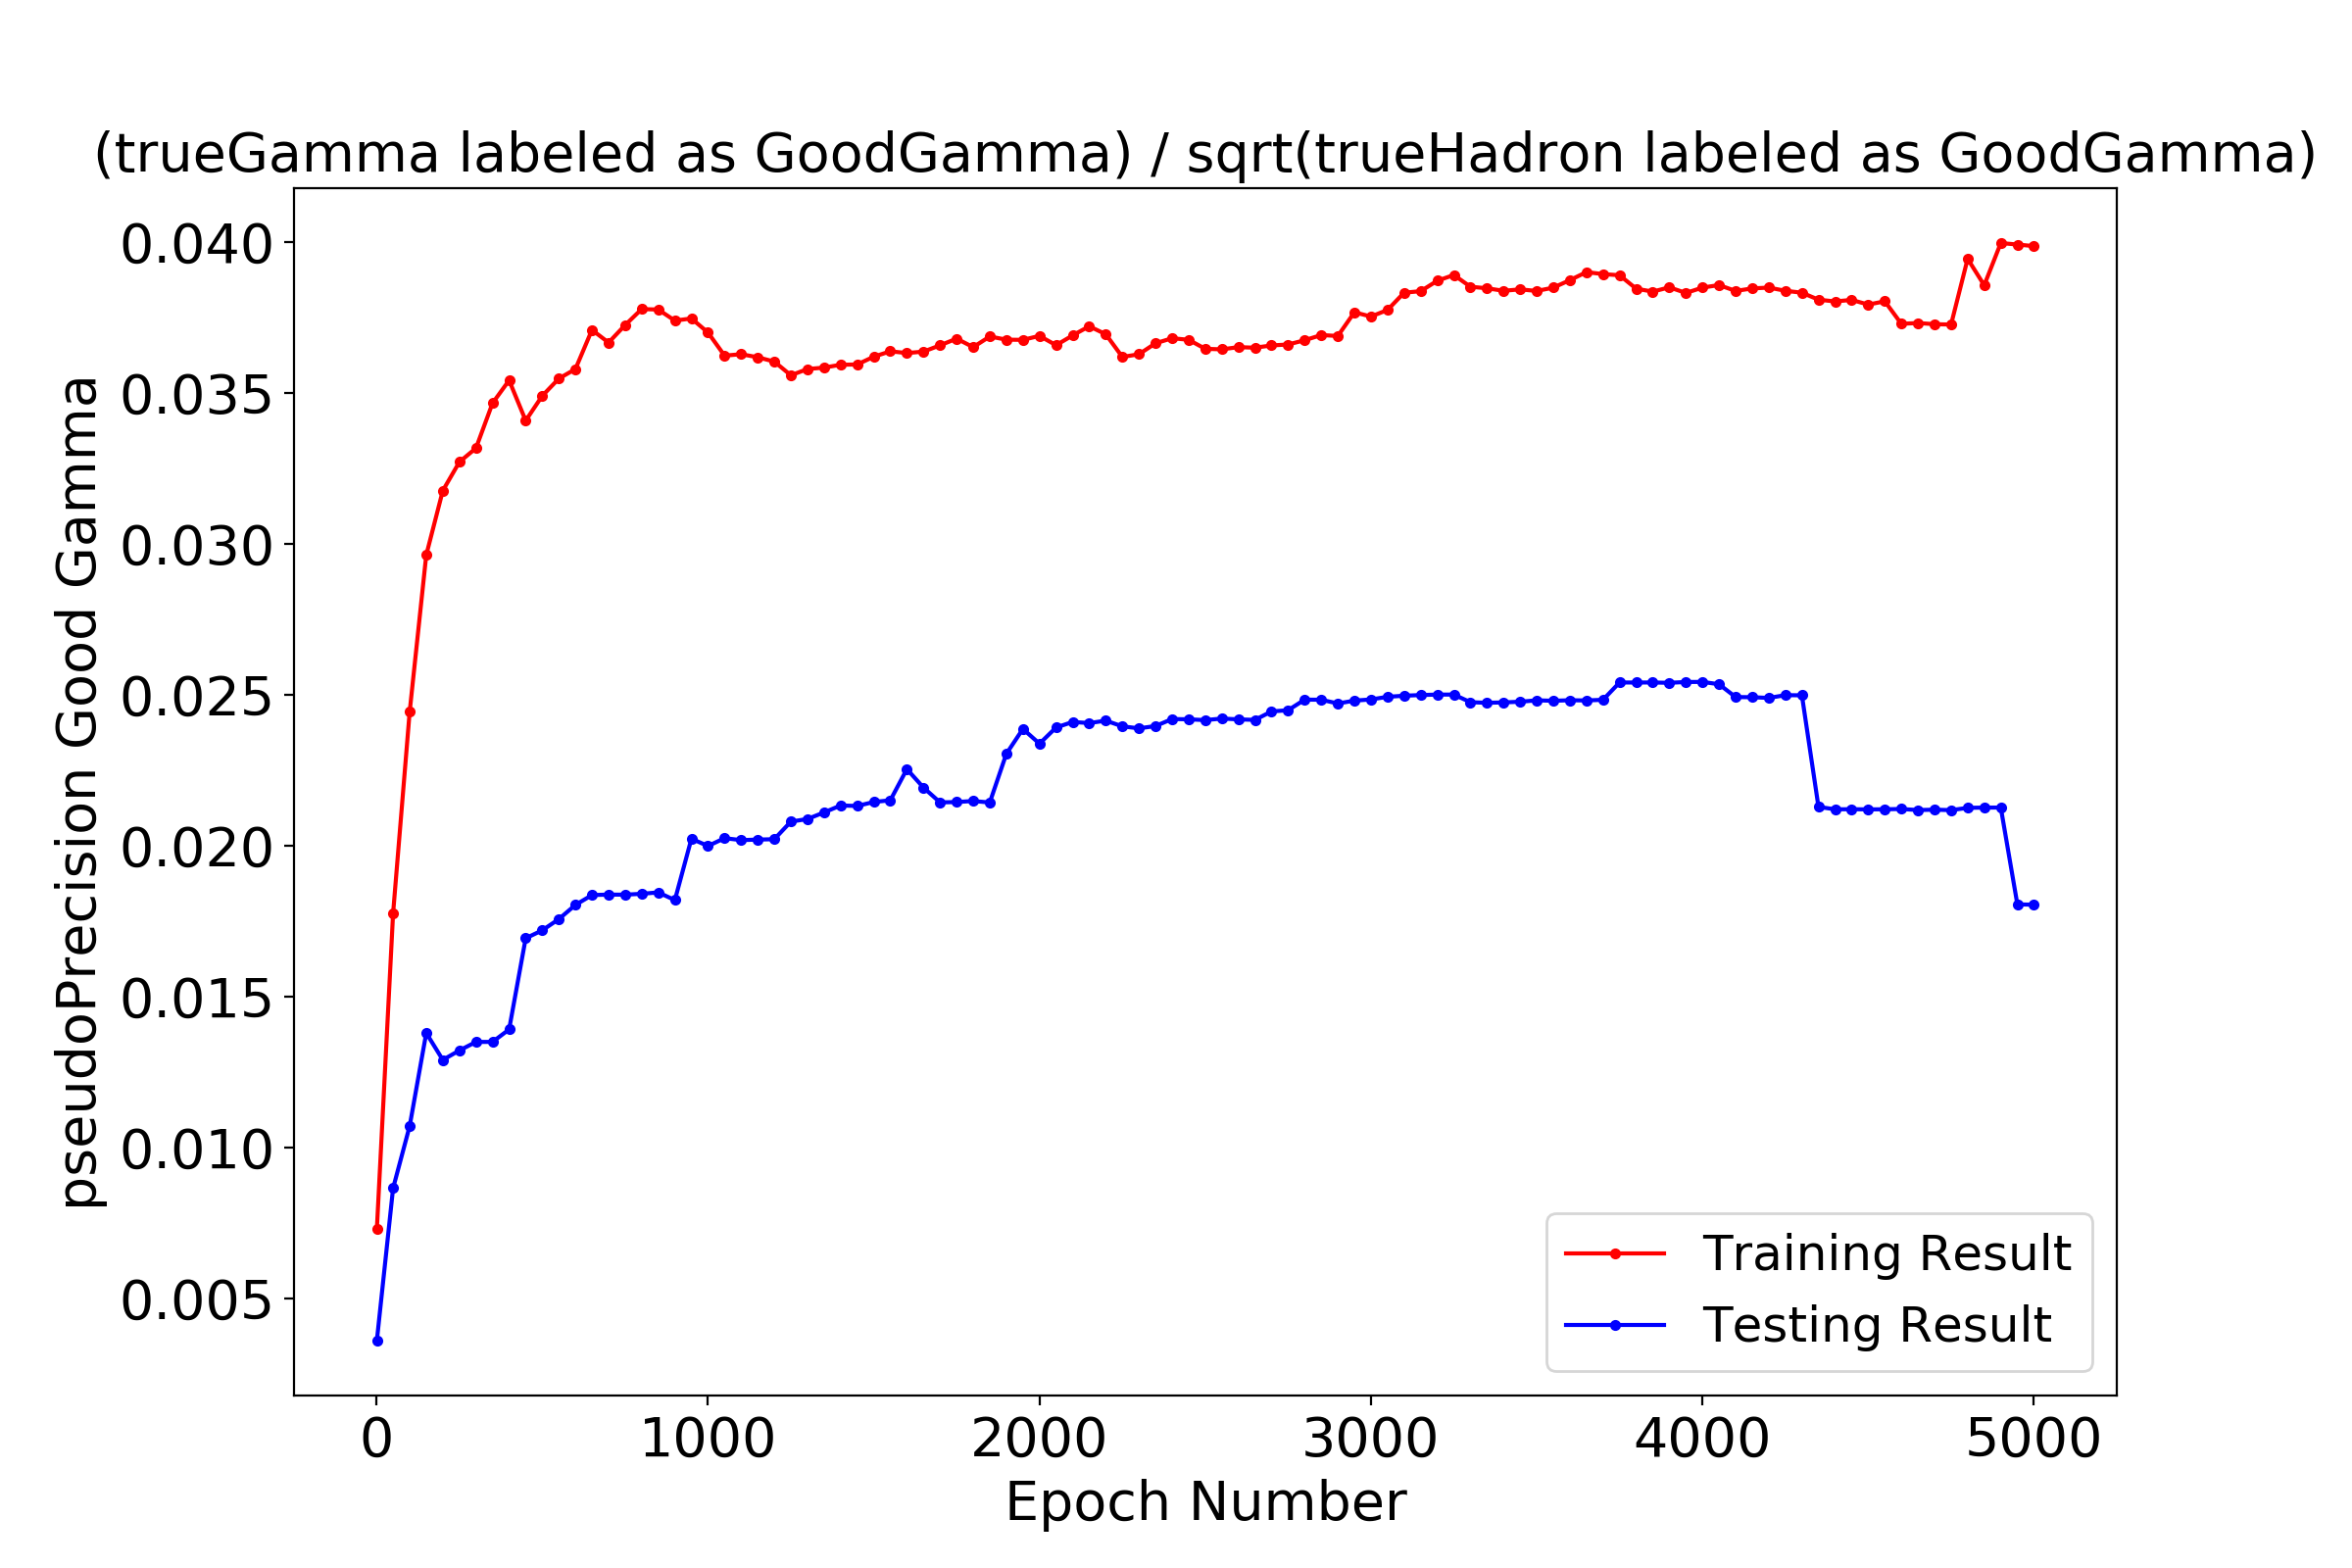 (trueGamma labeled as GoodGamma) / sqrt(trueHadron labeled as GoodGamma)
pseudoPrecision Good Gamma
0.040
0.035
0.030
0.025
0.020
0.015
0.010
0.005
Training Result
Testing Result
0 1000 2000 3000 4000 5000
Epoch Number